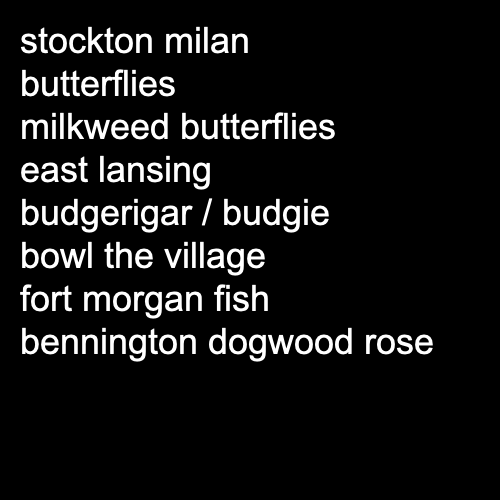 stockton milan
butterflies
milkweed butterflies
east lansing
budgerigar / budgie
bowl the village
fort morgan fish
bennington dogwood rose